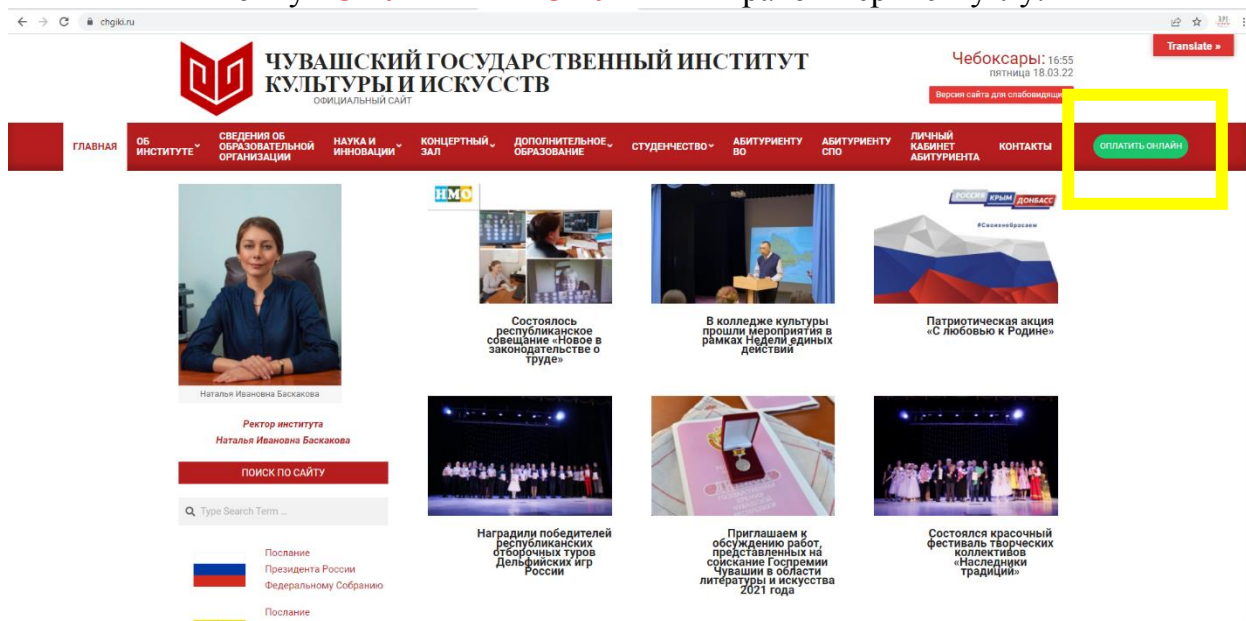 chgiki.ru
Translate »
ЧУВАШСКИЙ ГОСУДАРСТВЕННЫЙ ИНСТИТУТ
КУЛЬТУРЫ И ИСКУССТВ
ОФИЦИАЛЬНЫЙ САЙТ
Чебоксары: 16:55
пятница 18.03.22
Версия сайта для слабовидящи
ГЛАВНАЯ
ОБ
ИНСТИТУТЕ
СВЕДЕНИЯ ОБ
ОБРАЗОВАТЕЛЬНОЙ
ОРГАНИЗАЦИИ
НАУКА И
ИННОВАЦИИ
КОНЦЕРТНЫЙ
ЗАЛ
ДОПОЛНИТЕЛЬНОЕ
ОБРАЗОВАНИЕ
СТУДЕНЧЕСТВО
АБИТУРИЕНТУ
ВО
АБИТУРИЕНТУ
СПО
ЛИЧНЫЙ
КАБИНЕТ
АБИТУРИЕНТА
КОНТАКТЫ
ОПЛАТИТЬ ОНЛАЙН
Наталья Ивановна Баскакова
Ректор института
Наталья Ивановна Баскакова
ПОИСК ПО САЙТУ
Type Search Term ...
Послание
Президента России
Федеральному Собранию
Послание
НМО
Состоялось
республиканское
совещание «Новое в
законодательстве о
труде»
В колледже культуры
прошли мероприятия в
рамках Недели единых
действий
РОССИЯ КРЫМ ДОНБАСС
#Своихнебросаем
Патриотическая акция
«С любовью к Родине»
Наградили победителей
республиканских
отборочных туров
Дельфийских игр
России
Приглашаем к
обсуждению работ,
представленных на
соискание Госпремии
Чувашии в области
литературы и искусства
2021 года
Состоялся красочный
фестиваль творческих
коллективов
«Наследники
традиций»